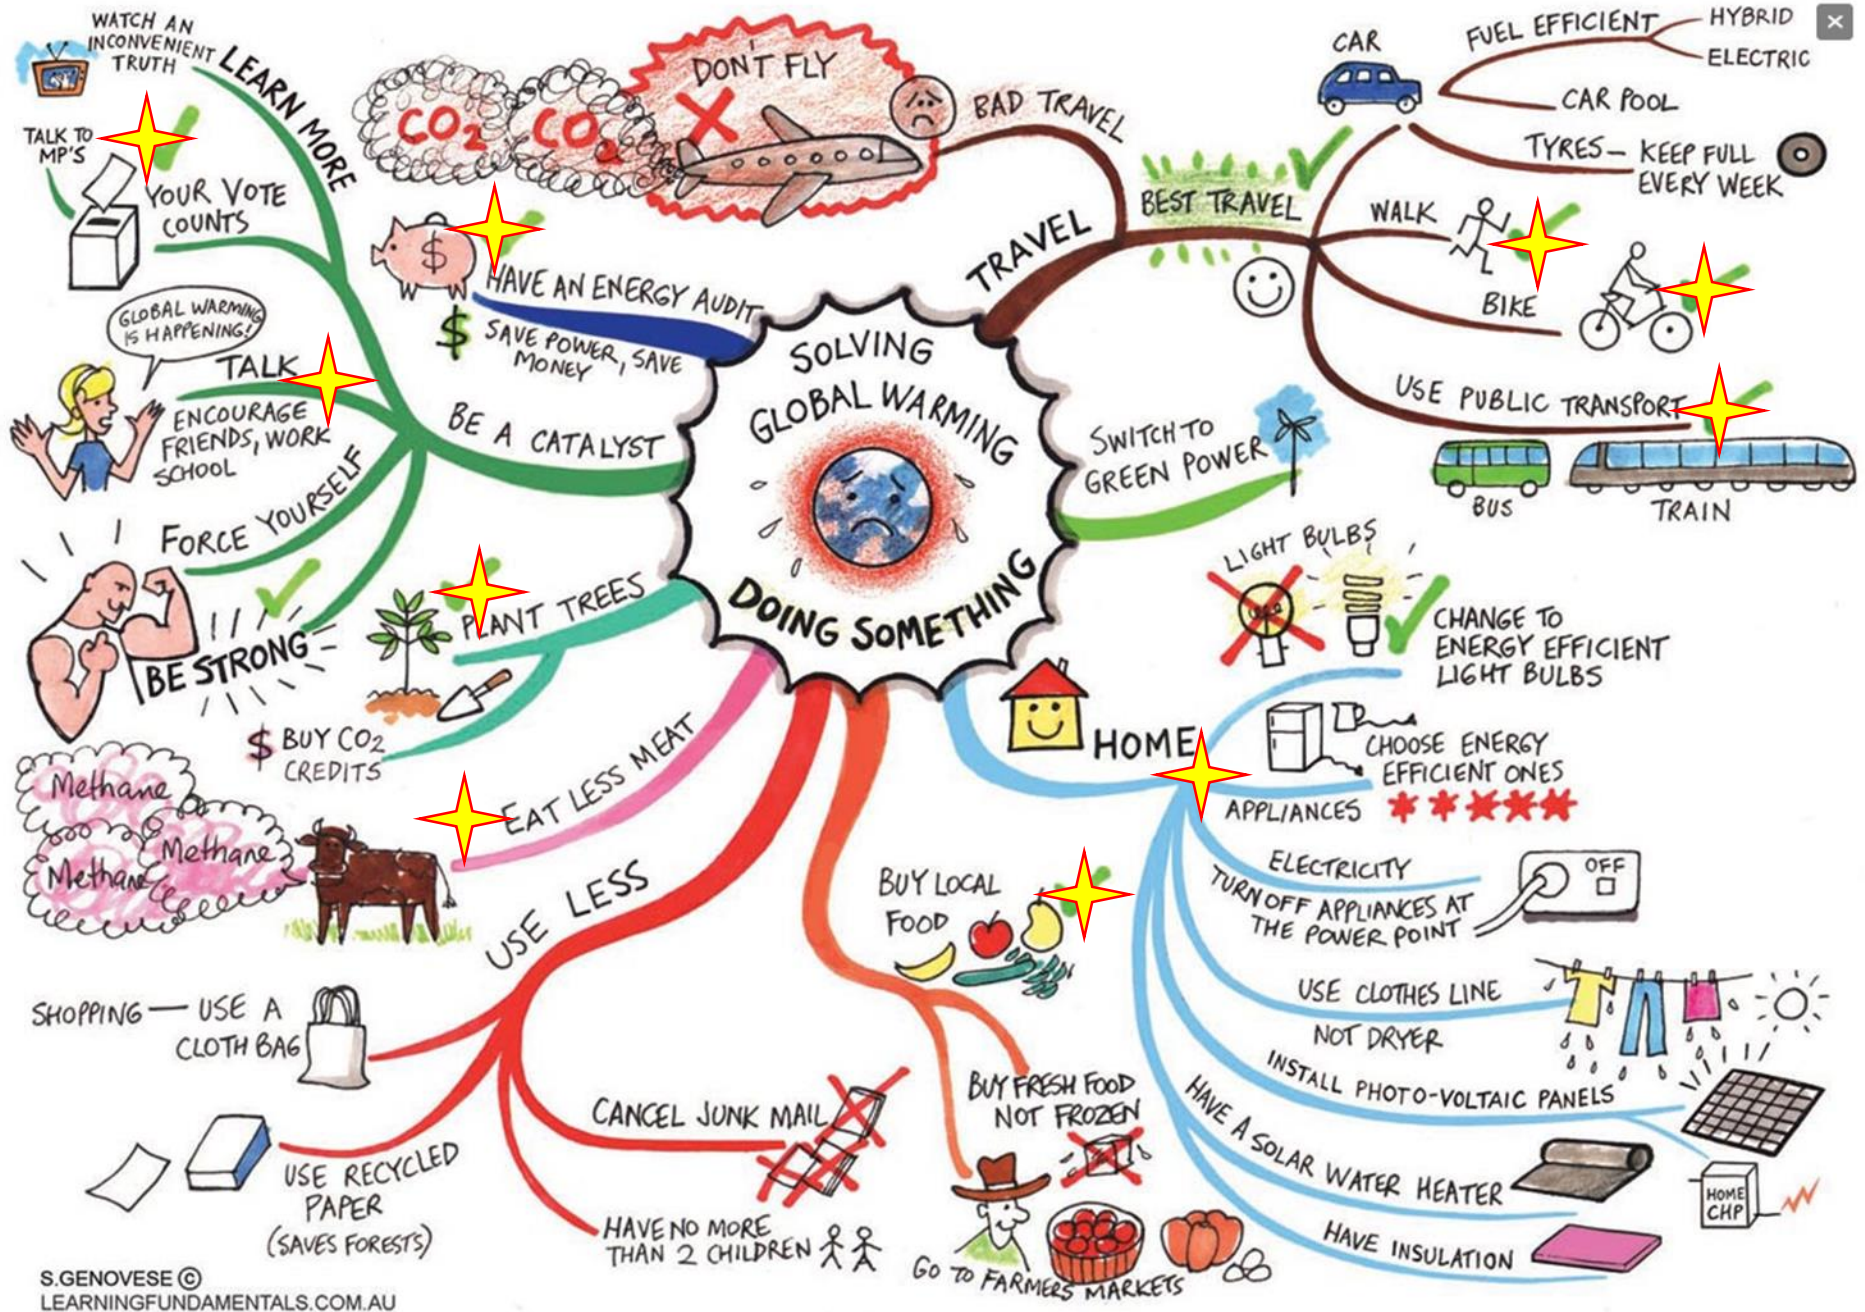 SOLVING
GLOBAL WARMING
DOING SOMETHING
WATCH AN
INCONVENIENT
TRUTH
LEARN MORE
TALK TO
MP'S
YOUR VOTE
COUNTS
GLOBAL WARMING
IS HAPPENING!
TALK
ENCOURAGE
FRIENDS, WORK
SCHOOL
FORCE YOURSELF
BE STRONG
BE A CATALYST
CO2
CO2
DON'T FLY
BAD TRAVEL
$
HAVE AN ENERGY AUDIT
$
SAVE POWER, SAVE
MONEY
TRAVEL
BEST TRAVEL
CAR
FUEL EFFICIENT
HYBRID
ELECTRIC
CAR POOL
TYRES – KEEP FULL
EVERY WEEK
WALK
BIKE
USE PUBLIC TRANSPORT
BUS
TRAIN
SWITCH TO
GREEN POWER
LIGHT BULBS
CHANGE TO
ENERGY EFFICIENT
LIGHT BULBS
HOME
CHOOSE ENERGY
EFFICIENT ONES
APPLIANCES
ELECTRICITY
OFF
TURN OFF APPLIANCES AT
THE POWER POINT
USE CLOTHES LINE
NOT DRYER
INSTALL PHOTO-VOLTAIC PANELS
HOME
CHP
HAVE A SOLAR WATER HEATER
HAVE INSULATION
PLANT TREES
$ BUY CO2
CREDITS
EAT LESS MEAT
Methane
Methane
Methane
USE LESS
SHOPPING — USE A
CLOTH BAG
USE RECYCLED
PAPER
(SAVES FORESTS)
CANCEL JUNK MAIL
HAVE NO MORE
THAN 2 CHILDREN
BUY LOCAL
FOOD
BUY FRESH FOOD
NOT FROZEN
GO TO FARMERS MARKETS
S.GENOVESE ©
LEARNINGFUNDAMENTALS.COM.AU